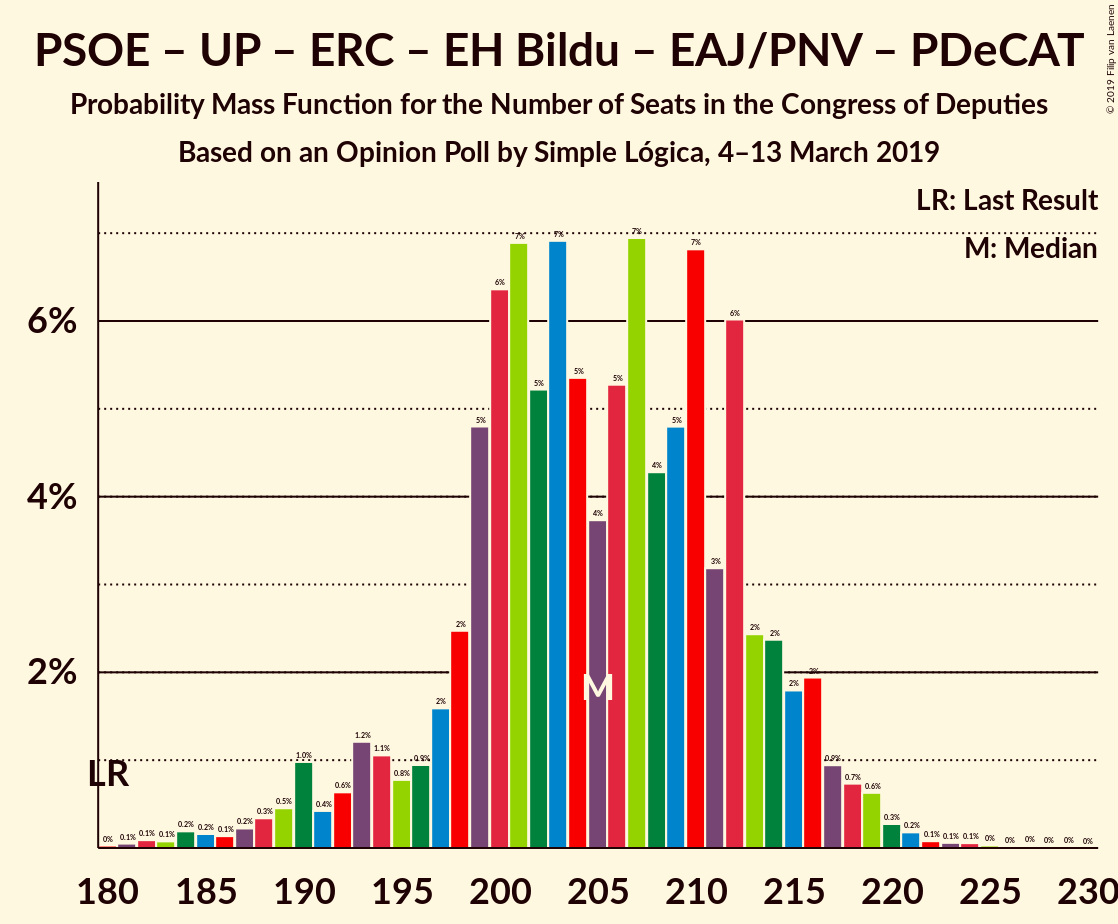 PSOE – UP – ERC – EH Bildu – EAJ/PNV – PDeCAT
Probability Mass Function for the Number of Seats in the Congress of Deputies
Based on an Opinion Poll by Simple Lógica, 4–13 March 2019
© 2019 Filip van Laenen
LR: Last Result
M: Median
6%
4%
2%
LR
M
0% 0.1% 0.1% 0.1% 0.2% 0.2% 0.1% 0.2% 0.3% 0.5% 1.0% 0.4% 0.6% 1.2% 1.1% 0.8% 0.9% 2% 2% 5% 6% 7% 5% 7% 5% 4% 5% 7% 4% 5% 7% 3% 6% 2% 2% 2% 2% 0.9% 0.7% 0.6% 0.3% 0.2% 0.1% 0.1% 0.1% 0% 0% 0% 0% 0% 0%
180 185 190 195 200 205 210 215 220 225 230